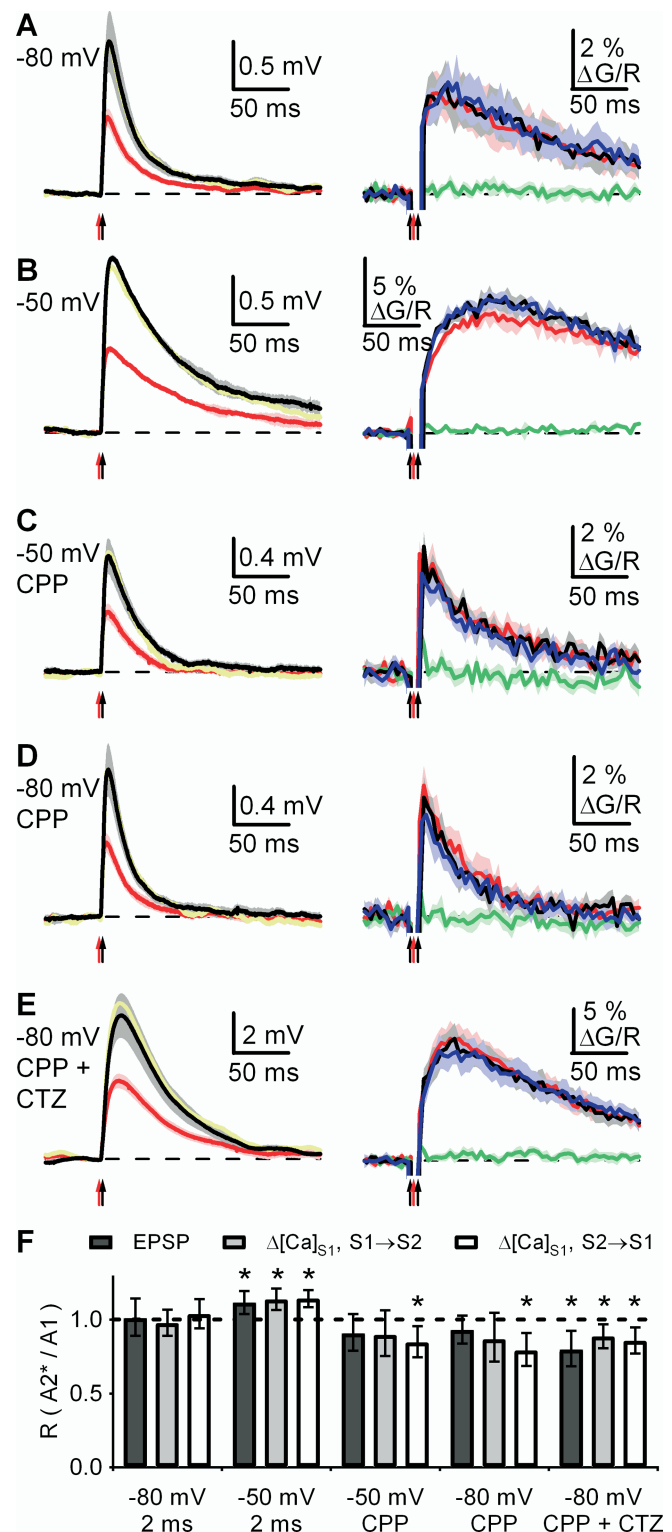 A
-80 mV
0.5 mV
50 ms
2 %
ΔG/R
50 ms
B
-50 mV
0.5 mV
50 ms
5 %
ΔG/R
50 ms
C
-50 mV
CPP
0.4 mV
50 ms
2 %
ΔG/R
50 ms
D
-80 mV
CPP
0.4 mV
50 ms
2 %
ΔG/R
50 ms
E
-80 mV
CPP +
CTZ
2 mV
50 ms
5 %
ΔG/R
50 ms
F
EPSP
Δ[Ca]S1, S1→S2
Δ[Ca]S1, S2→S1
* * * * * * * *
R ( A2* / A1 )
1.0
0.5
0.0
-80 mV
2 ms
-50 mV
2 ms
-50 mV
CPP
-80 mV
CPP
-80 mV
CPP + CTZ